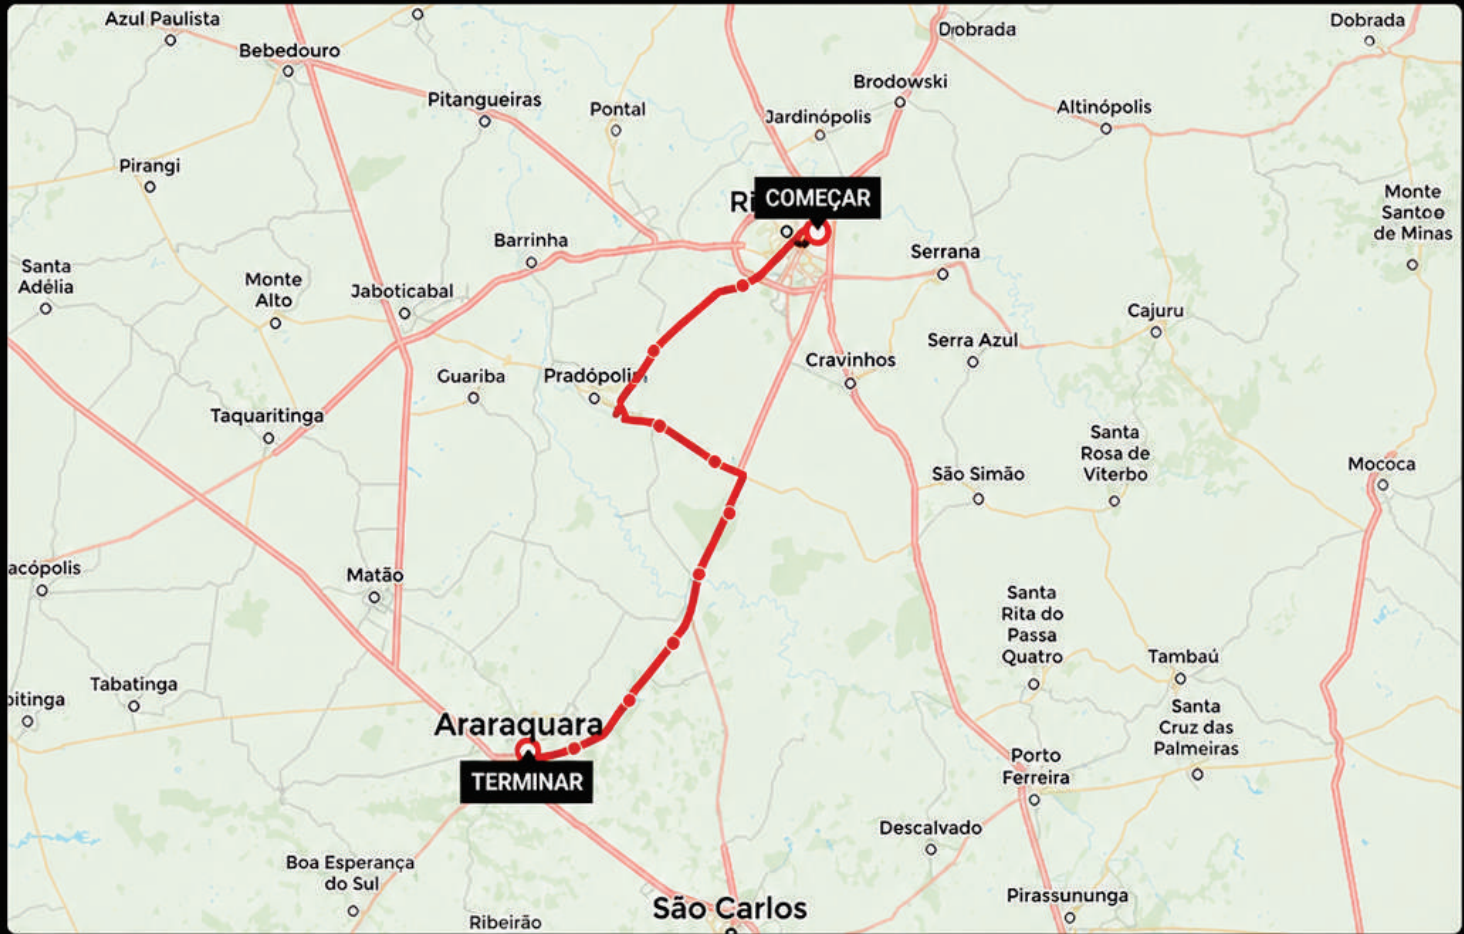 Azul Paulista
Bebedouro
Dobrada
Dobrada
Brodowski
Pitangueiras
Pontal
Jardinópolis
Altinópolis
Pirangi
Ri
COMEÇAR
Monte
Santoe
de Minas
Barrinha
Serrana
Santa
Adélia
Monte
Alto
Jaboticabal
Cajuru
Serra Azul
Cravinhos
Guariba
Taquaritinga
Santa
Rosa de
Viterbo
São Simão
Mococa
acópolis
Matão
Santa
Rita do
Passa
Quatro
Tambaú
Tabatinga
bitinga
Santa
Cruz das
Palmeiras
Araraquara
TERMINAR
Porto
Ferreira
Descalvado
Boa Esperança
do Sul
Pirassununga
São Carlos
Ribeirão